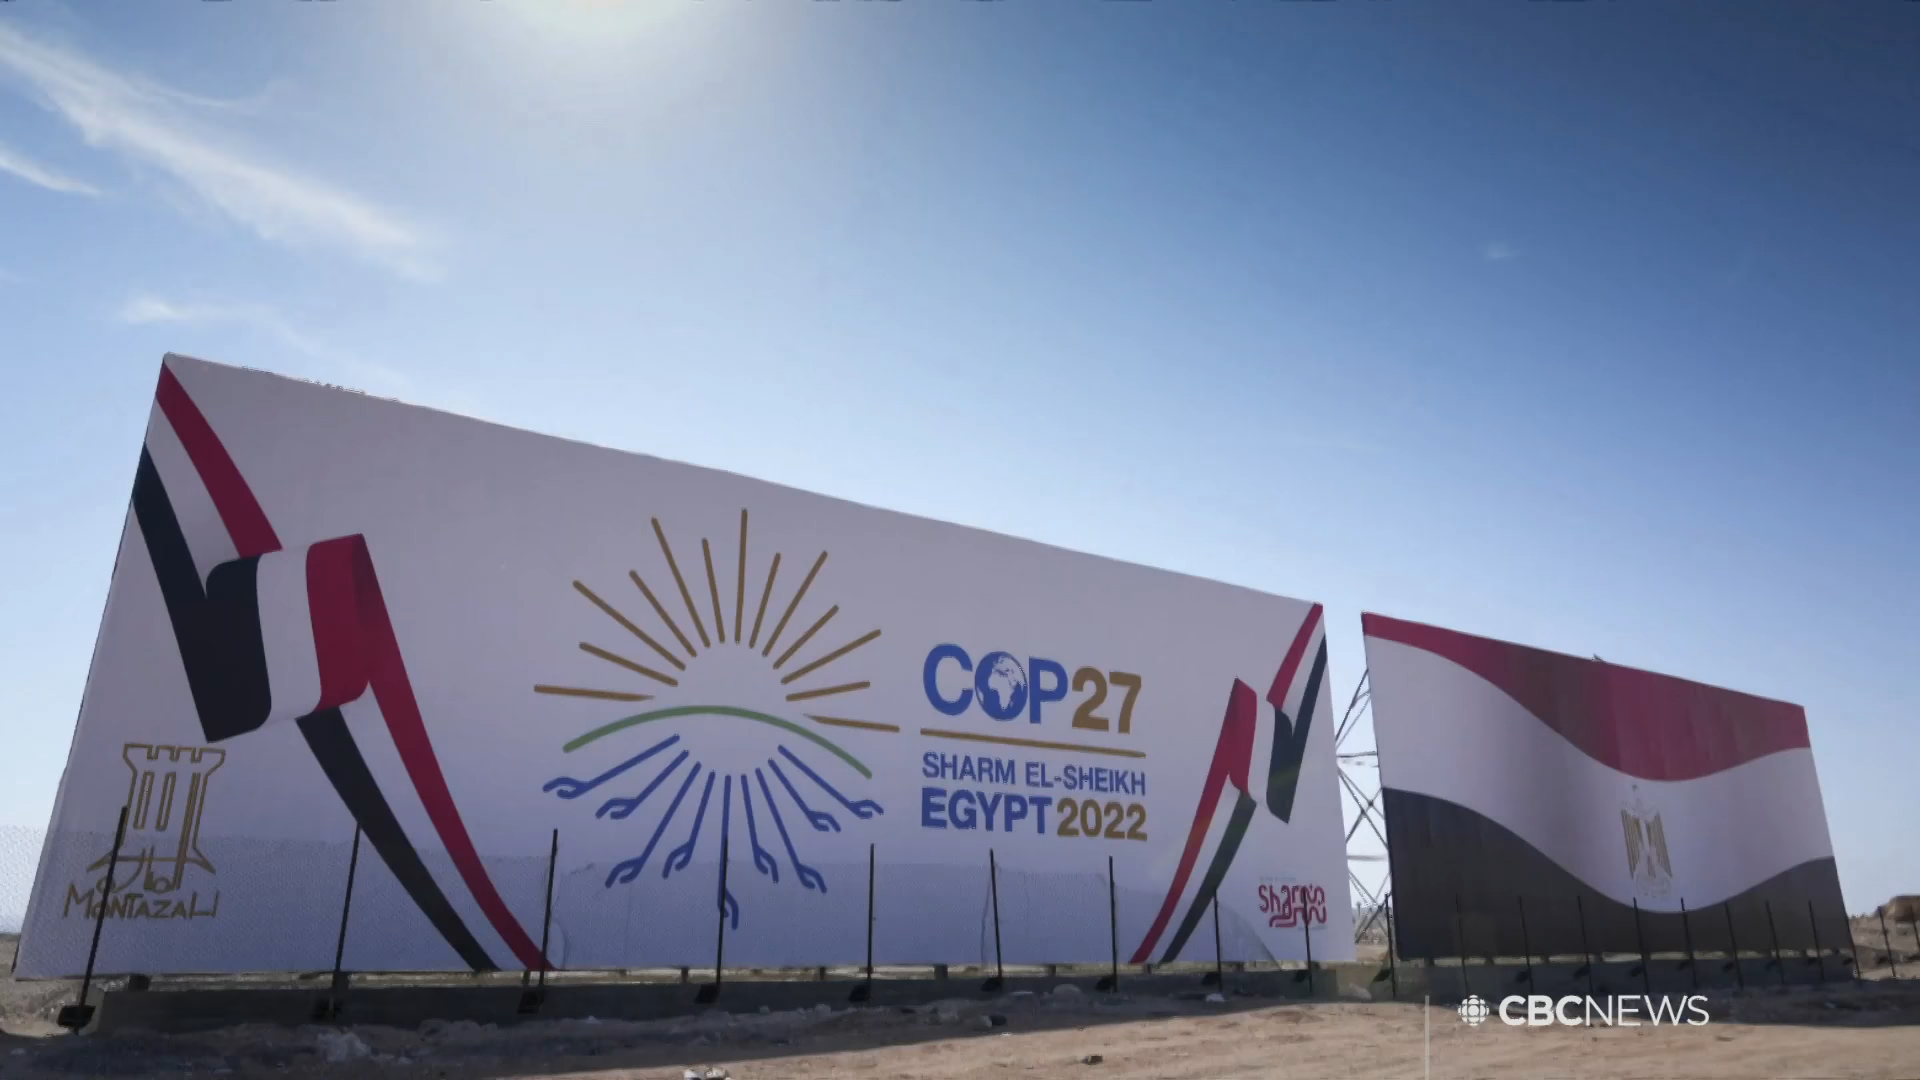 COP27
SHARM EL-SHEIKH
EGYPT 2022
MONTAZAH
CBCNEWS